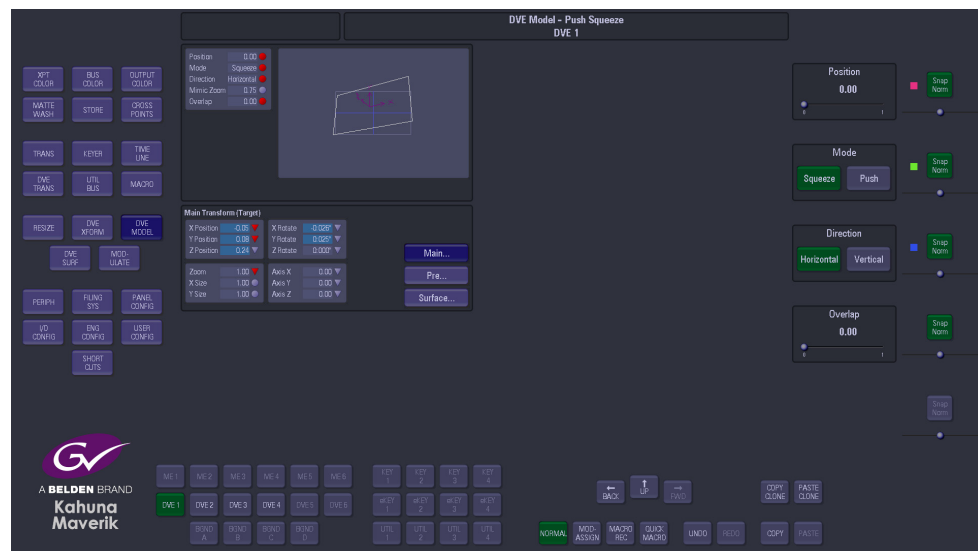 DVE Model - Push Squeeze
DVE 1
XPT COLOR
BUS COLOR
OUTPUT COLOR
MATTE WASH
STORE
CROSS POINTS
TRANS
KEYER
TIME LINE
DVE TRANS
UTIL BUS
MACRO
RESIZE
DVE XFORM
DVE MODEL
DVE SURF
MOD- ULATE
PERIPH
FILING SYS
PANEL CONFIG
I/O CONFIG
ENG CONFIG
USER CONFIG
SHORT CUTS
Position 0.00
Mode Squeeze
Direction Horizontal
Mimic Zoom 0.75
Overlap 0.00
Main Transform (Target)
X Position -0.05 X Rotate -0.026°
Y Position 0.08 Y Rotate 0.025°
Z Position 0.24 Z Rotate 0.000°
Zoom 1.00 Axis X 0.00
X Size 1.00 Axis Y 0.00
Y Size 1.00 Axis Z 0.00
Main...
Pre...
Surface...
Position
0.00
0 1
Snap Norm
Mode
Squeeze Push
Snap Norm
Direction
Horizontal Vertical
Snap Norm
Overlap
0.00
0 1
Snap Norm
Snap Norm
GV
A BELDEN BRAND
Kahuna
Maverik
ME 1 ME 2 ME 3 ME 4 ME 5 ME 6
DVE 1 DVE 2 DVE 3 DVE 4 DVE 5 DVE 6
BOND A BOND B BOND C BOND D
KEY 1 KEY 2 KEY 3 KEY 4
eKEY 1 eKEY 2 eKEY 3 eKEY 4
UTIL 1 UTIL 2 UTIL 3 UTIL 4
← BACK
↑ UP
→ FWD
COPY CLONE
PASTE CLONE
NORMAL
MOD- ASSIGN
MACRO REC
QUICK MACRO
UNDO
REDO
COPY
PASTE